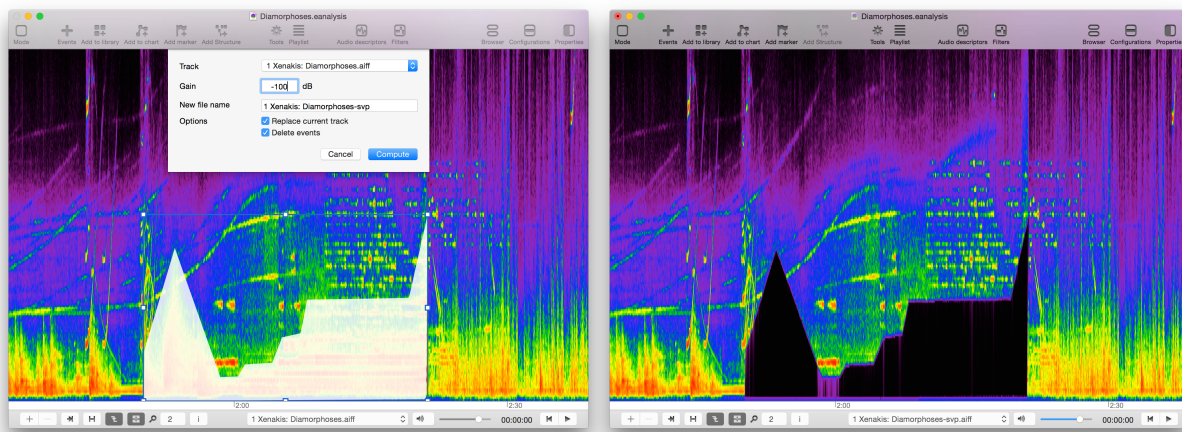 Diamorphoses.eanalysis
Mode Events Add to library Add to chart Add marker Add Structure Tools Playlist Audio descriptors Filters Browser Configurations Properties
Track 1 Xenakis: Diamorphoses.aiff
Gain -100 dB
New file name 1 Xenakis: Diamorphoses-svp
Options Replace current track
Delete events
Cancel Compute
2:00 2:30
2 i 1 Xenakis: Diamorphoses.aiff 00:00:00
Diamorphoses.eanalysis
Mode Events Add to library Add to chart Add marker Add Structure Tools Playlist Audio descriptors Filters Browser Configurations Properties
2:00 2:30
2 i 1 Xenakis: Diamorphoses-svp.aiff 00:00:00